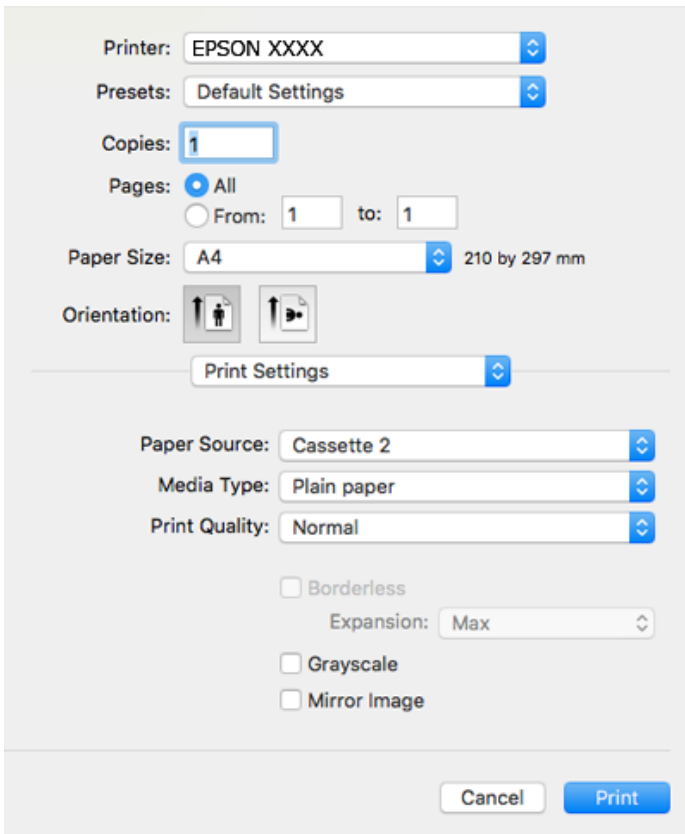 Printer: EPSON XXXX
Presets: Default Settings
Copies: 1
Pages: All
From: 1 to: 1
Paper Size: A4 210 by 297 mm
Orientation:
Print Settings
Paper Source: Cassette 2
Media Type: Plain paper
Print Quality: Normal
Borderless
Expansion: Max
Grayscale
Mirror Image
Cancel Print